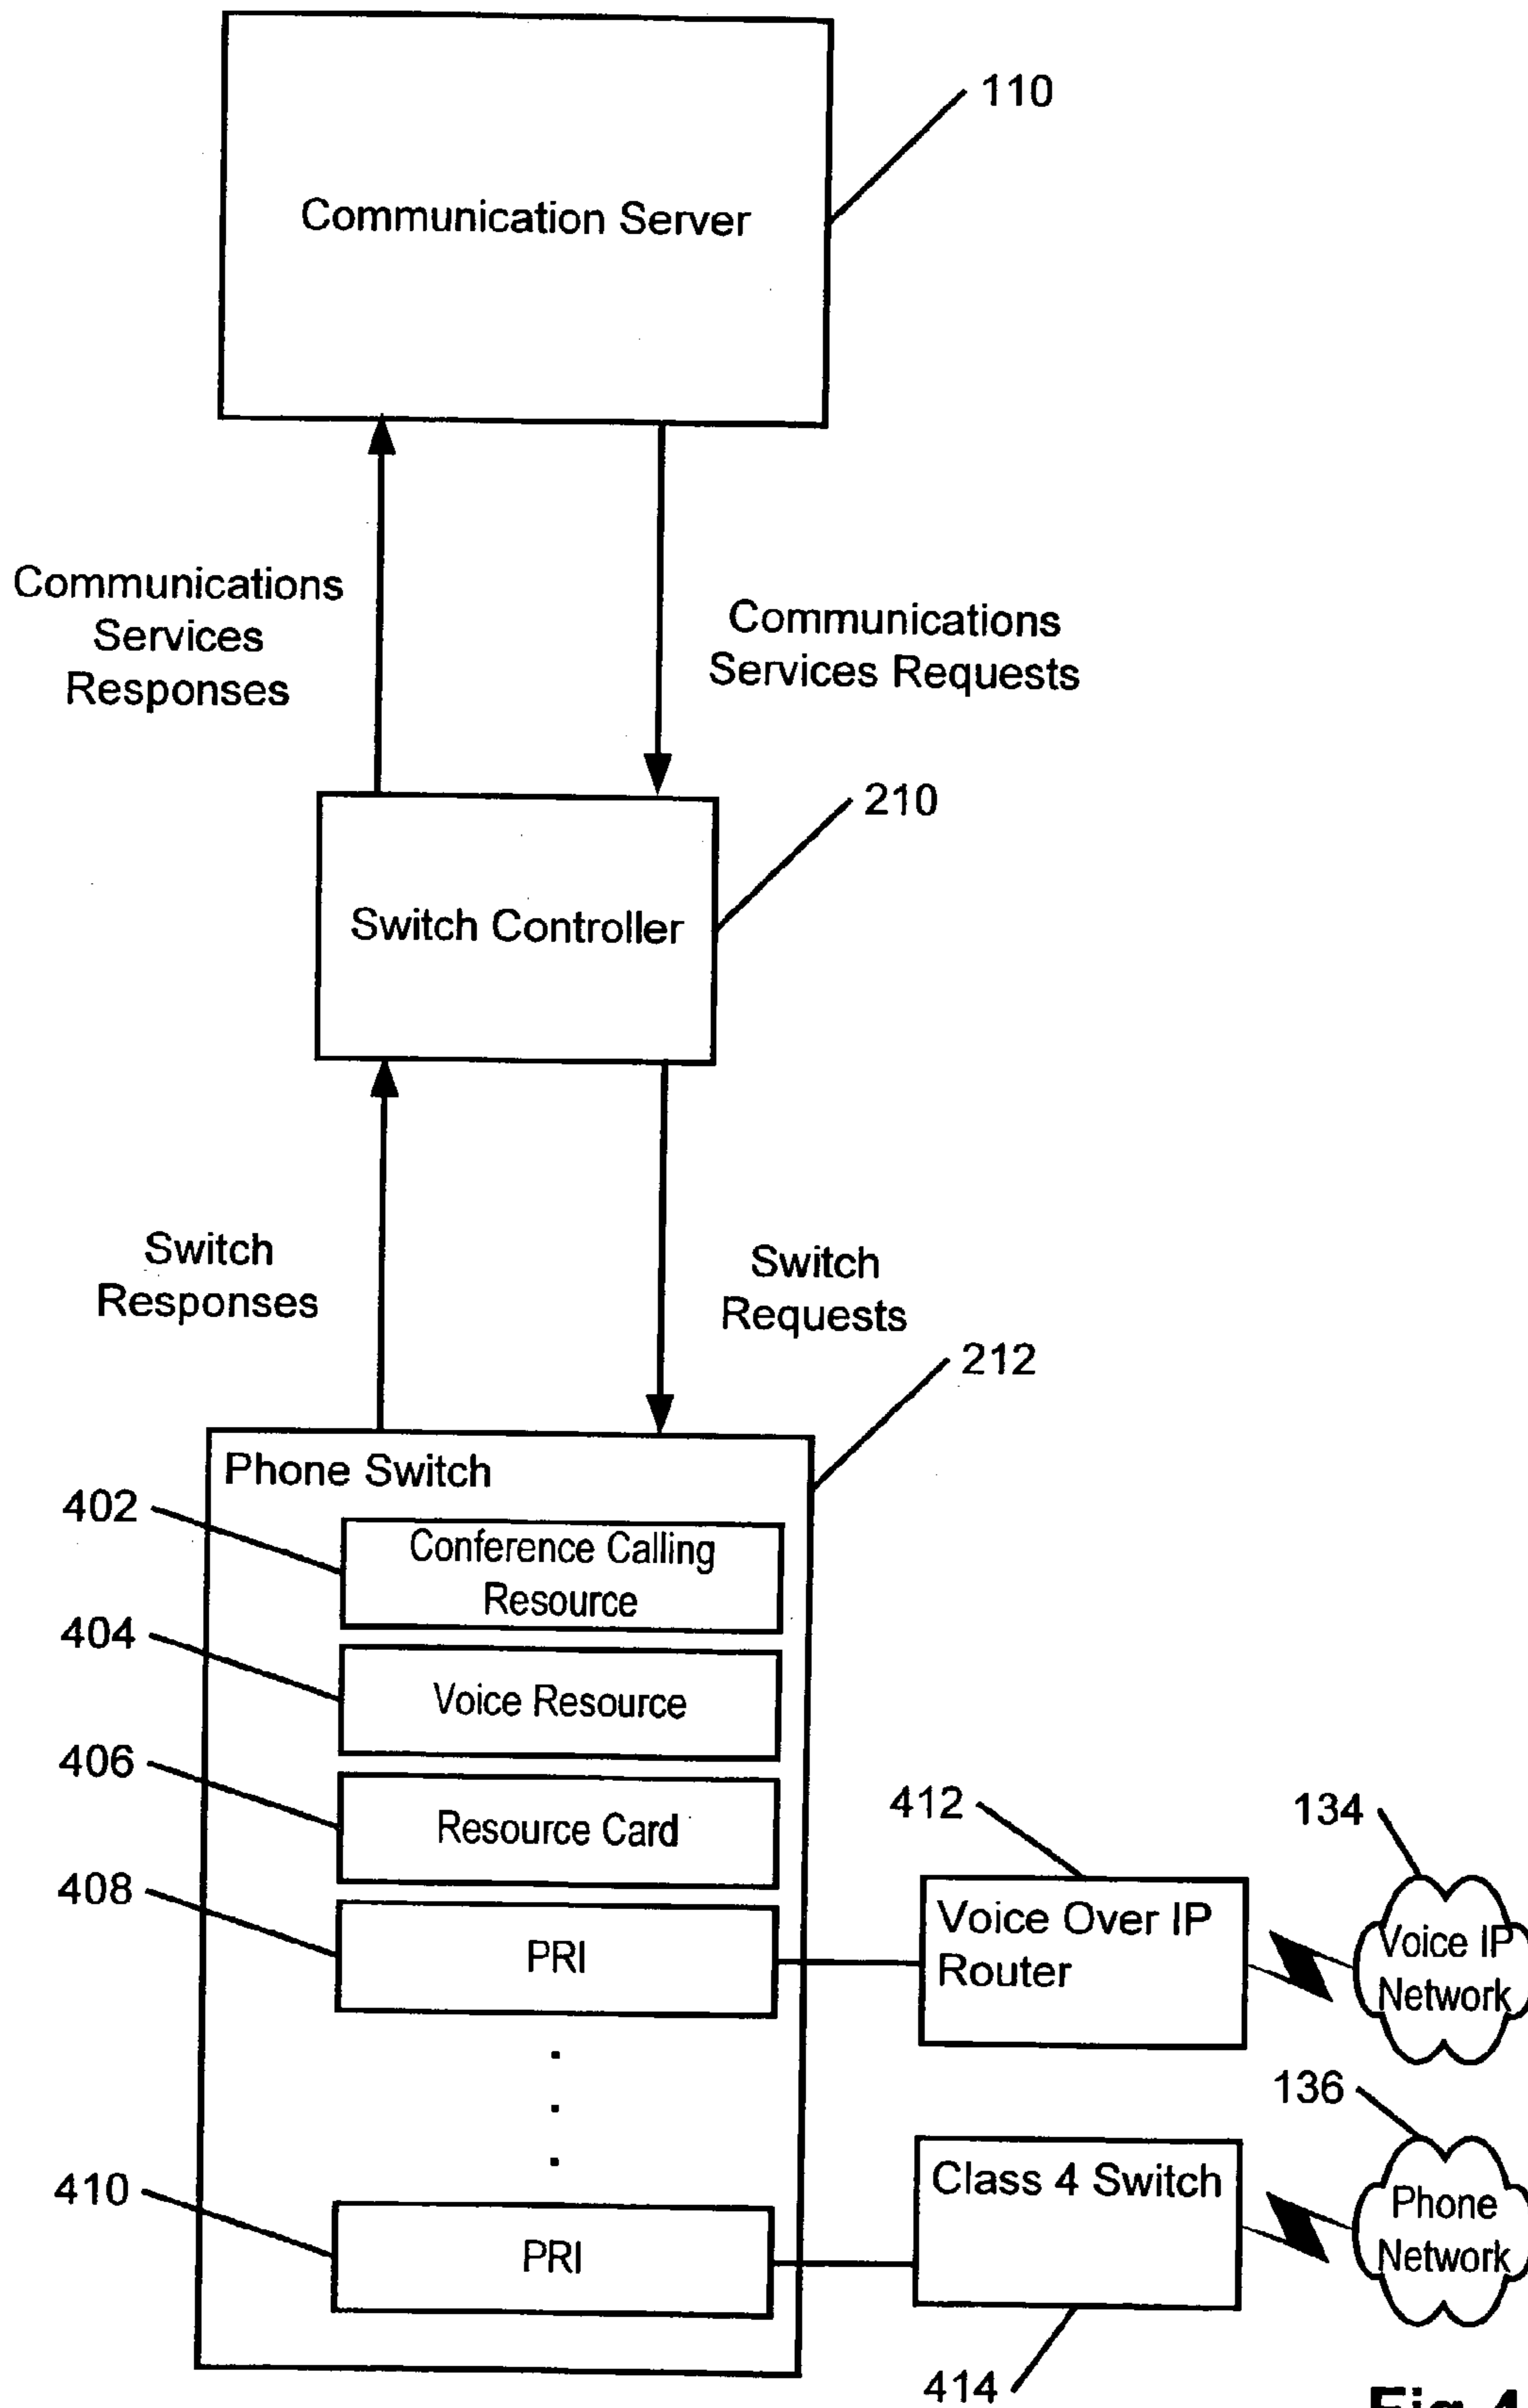 110
Communication Server
Communications
Services
Responses
Communications
Services Requests
210
Switch Controller
Switch
Responses
Switch
Requests
212
Phone Switch
402
Conference Calling
Resource
404
Voice Resource
406
Resource Card
412
134
408
PRI
Voice Over IP
Router
Voice IP
Network
.
.
.
136
410
PRI
Class 4 Switch
Phone
Network
414